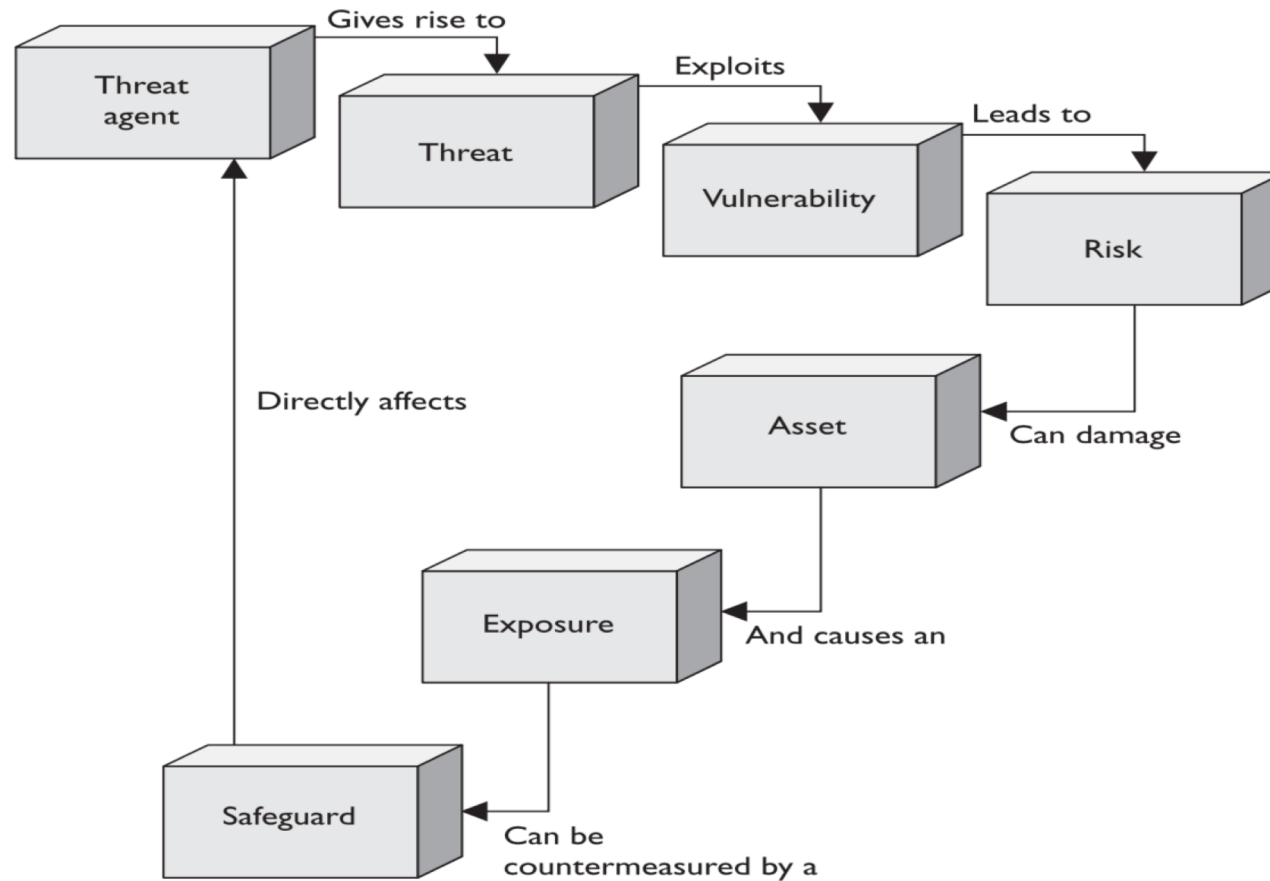 Gives rise to
Threat
agent
Exploits
Threat
Leads to
Vulnerability
Risk
Directly affects
Asset
Can damage
Exposure
And causes an
Safeguard
Can be
countermeasured by a